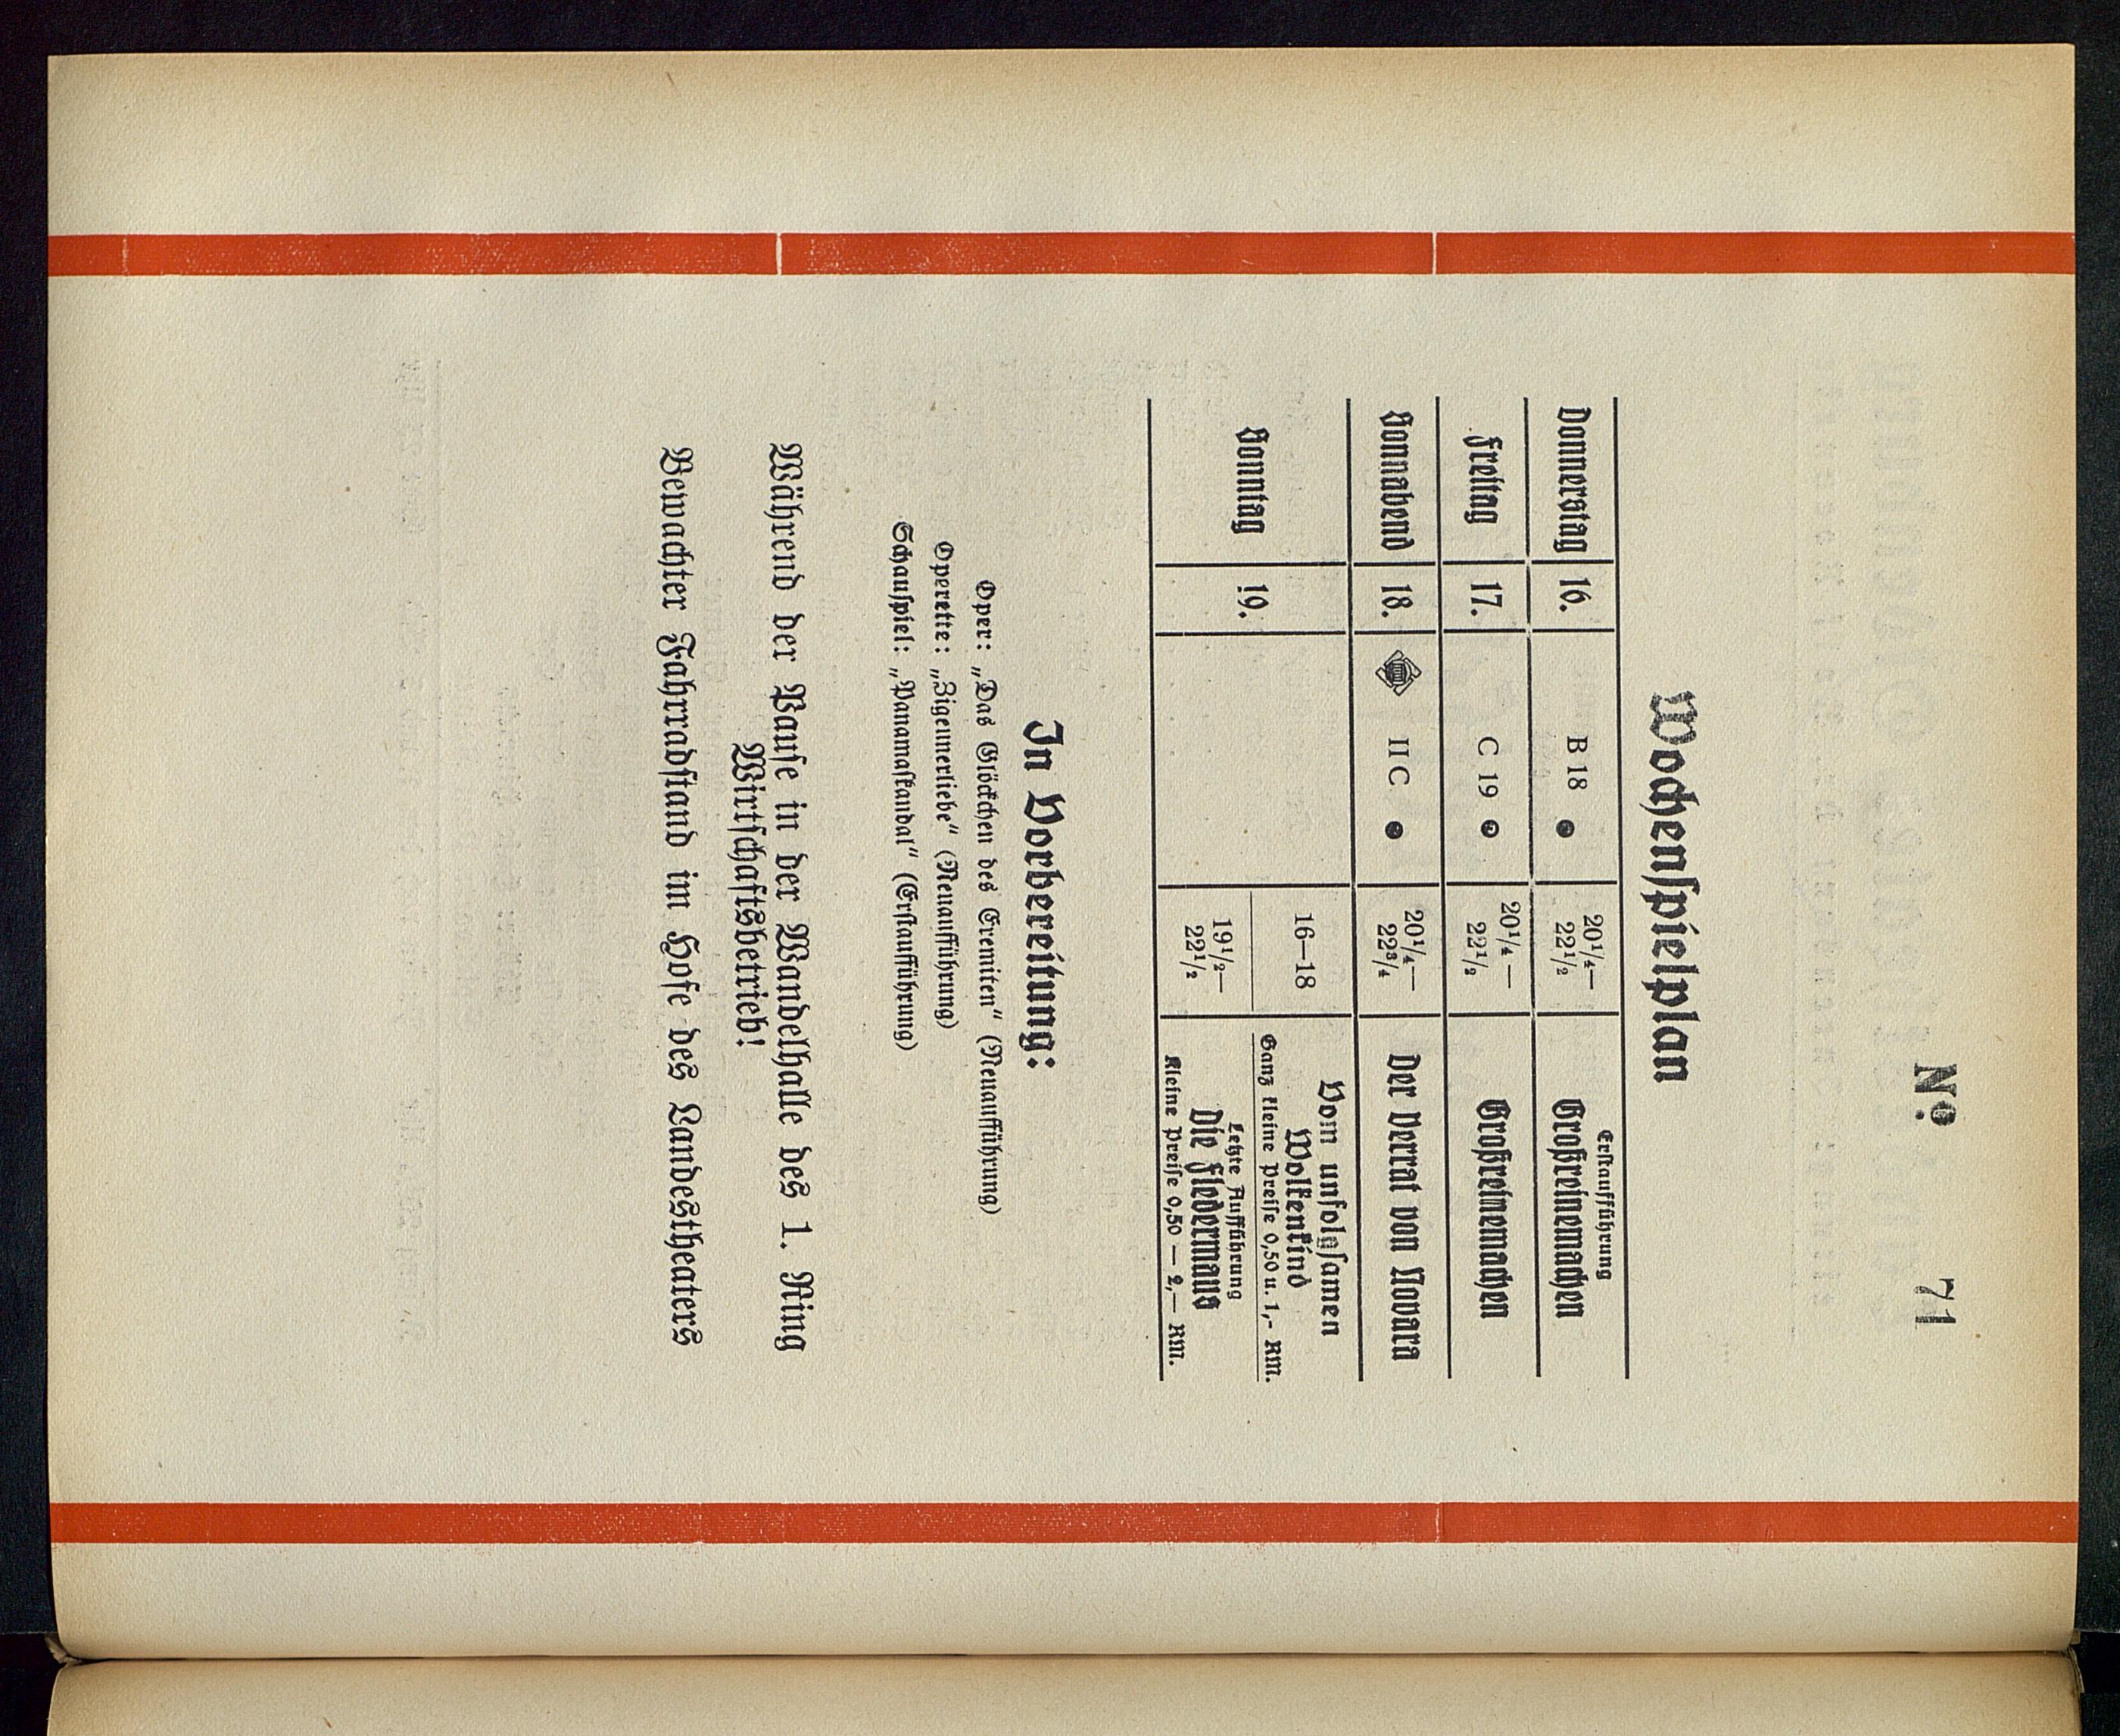 Nº 71
Wochenspielplan
Donnerstag 16. B 18 ● 20¼— 22½ Erstaufführung Großreinemachen
Freitag 17. C 19 ● 20¼— 22½ Großreinemachen
Sonnabend 18. II C ● 20¼— 22¾ Der Verrat von Novara
Sonntag 19. 16—18 Vom unfolgsamen
Wolkenkind
Ganz kleine Preise 0,50 u. 1,- RM.
19½— 22½ Letzte Aufführung
Die Fledermaus
Kleine Preise 0,50 — 2,— RM.
In Vorbereitung:
Oper: „Das Glöckchen des Eremiten“ (Neuaufführung)
Operette: „Zigeunerliebe“ (Neuaufführung)
Schauspiel: „Panamaskandal“ (Erstaufführung)
Während der Pause in der Wandelhalle des 1. Ring
Wirtschaftsbetrieb!
Bewachter Fahrradstand im Hofe des Landestheaters